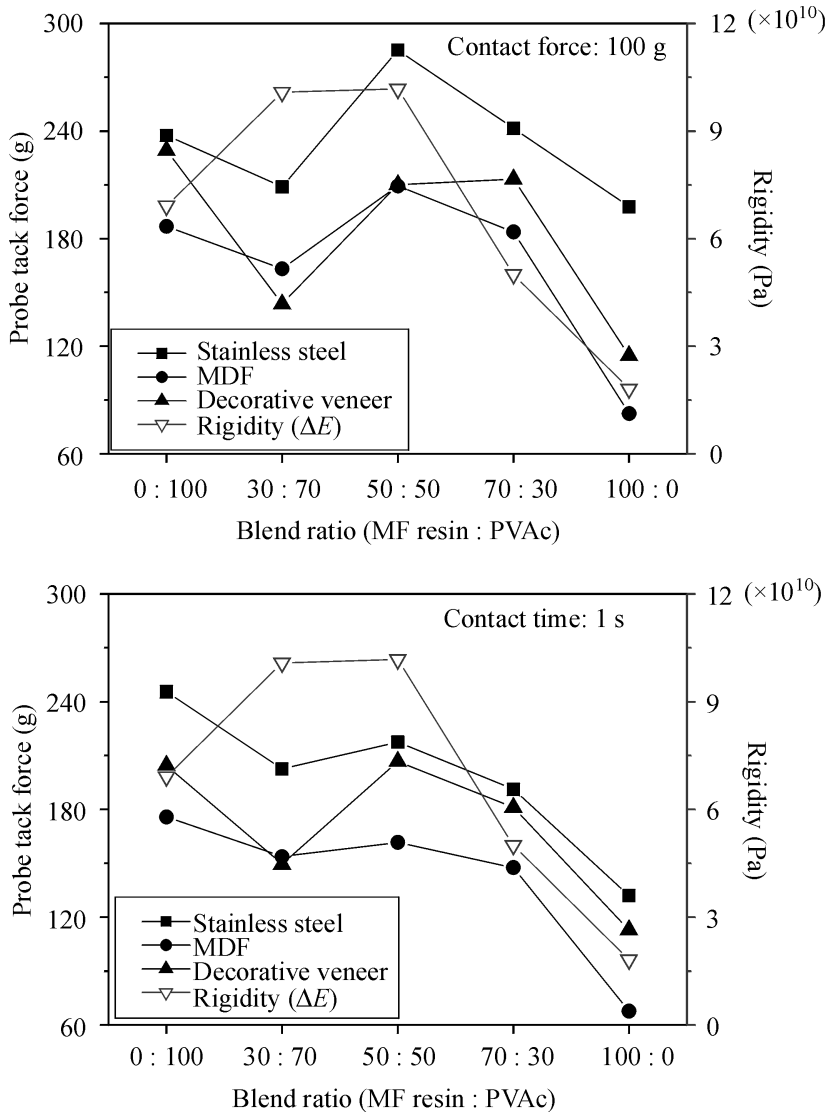 300
240
180
120
60
Probe tack force (g)
Contact force: 100 g
12 (×10¹⁰)
9
6
3
0
Rigidity (Pa)
Stainless steel
MDF
Decorative veneer
Rigidity (ΔE)
0 : 100 30 : 70 50 : 50 70 : 30 100 : 0
Blend ratio (MF resin : PVAc)
300
240
180
120
60
Probe tack force (g)
Contact time: 1 s
12 (×10¹⁰)
9
6
3
0
Rigidity (Pa)
Stainless steel
MDF
Decorative veneer
Rigidity (ΔE)
0 : 100 30 : 70 50 : 50 70 : 30 100 : 0
Blend ratio (MF resin : PVAc)